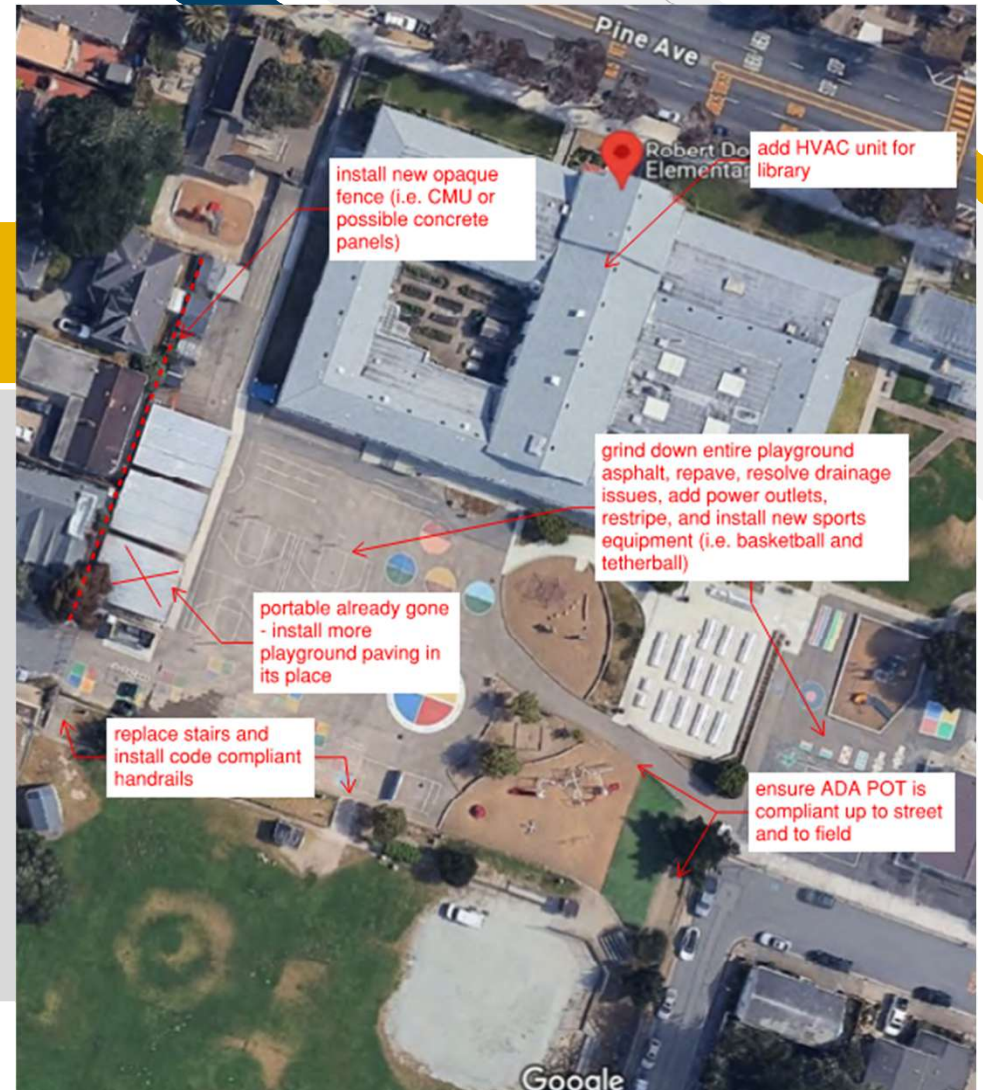 Pine Ave
Robert Do
Elementar
add HVAC unit for
library
install new opaque
fence (i.e. CMU or
possible concrete
panels)
grind down entire playground
asphalt, repave, resolve drainage
issues, add power outlets,
restripe, and install new sports
equipment (i.e. basketball and
tetherball)
portable already gone
- install more
playground paving in
its place
replace stairs and
install code compliant
handrails
ensure ADA POT is
compliant up to street
and to field
Google